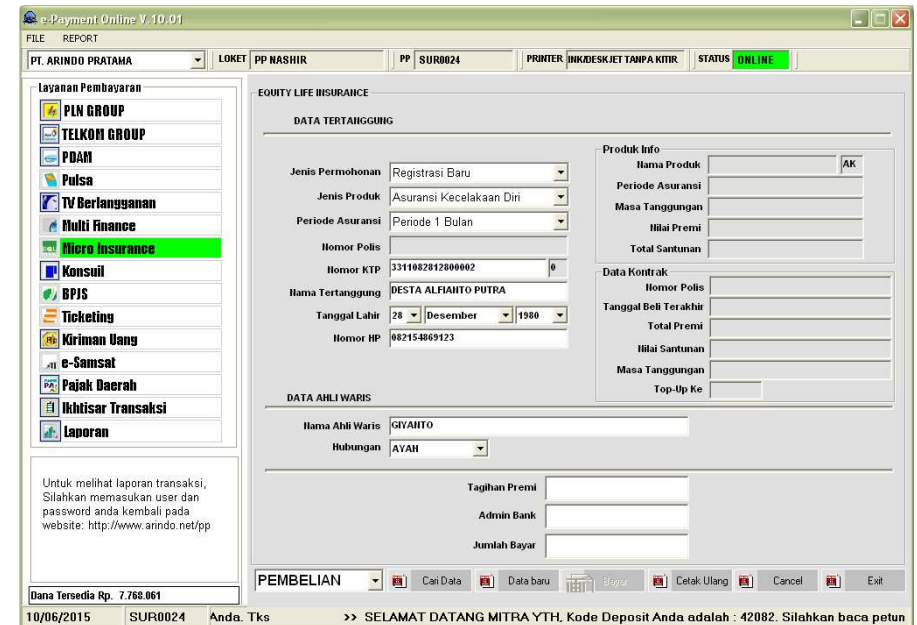 e-Payment Online V. 10.01
FILE REPORT
PT. ARINDO PRATAMA LOKET PP NASHIR PP SUR0024 PRINTER INK/DESKJET TANPA KITIR STATUS ONLINE
Layanan Pembayaran
PLN GROUP
TELKOM GROUP
PDAM
Pulsa
TV Berlangganan
Multi Finance
Micro Insurance
Konsuil
BPJS
Ticketing
Kiriman Uang
e-Samsat
Pajak Daerah
Ikhtisar Transaksi
Laporan
Untuk melihat laporan transaksi,
Silahkan memasukan user dan
password anda kembali pada
website: http://www.arindo.net/pp
Dana Tersedia Rp. 7.768.061
EQUITY LIFE INSURANCE
DATA TERTANGGUNG
Jenis Permohonan Registrasi Baru
Jenis Produk Asuransi Kecelakaan Diri
Periode Asuransi Periode 1 Bulan
Nomor Polis
Nomor KTP 3311082812800002 0
Nama Tertanggung DESTA ALFIANTO PUTRA
Tanggal Lahir 28 Desember 1980
Nomor HP 082154869123
Produk Info
Nama Produk AK
Periode Asuransi
Masa Tanggungan
Nilai Premi
Total Santunan
Data Kontrak
Nomor Polis
Tanggal Beli Terakhir
Total Premi
Nilai Santunan
Masa Tanggungan
Top-Up Ke
DATA AHLI WARIS
Nama Ahli Waris GIYANTO
Hubungan AYAH
Tagihan Premi
Admin Bank
Jumlah Bayar
PEMBELIAN Cari Data Data baru Bayar Cetak Ulang Cancel Exit
10/06/2015 SUR0024 Anda. Tks >> SELAMAT DATANG MITRA YTH, Kode Deposit Anda adalah : 42082. Silahkan baca petun